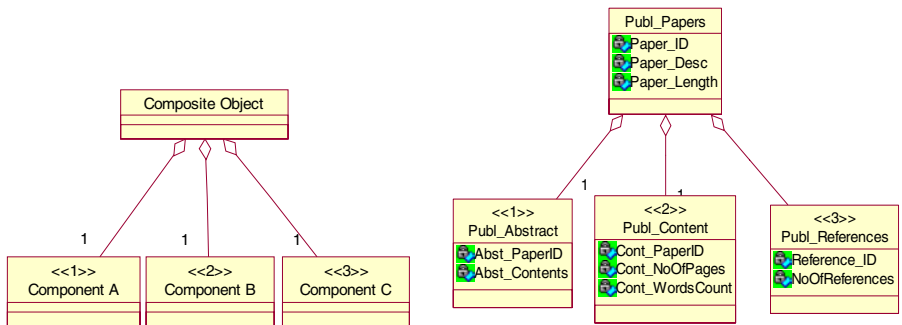 Composite Object
1
1
1
<<1>>
Component A
<<2>>
Component B
<<3>>
Component C
Publ_Papers
Paper_ID
Paper_Desc
Paper_Length
1
1
<<1>>
Publ_Abstract
Abst_PaperID
Abst_Contents
<<2>>
Publ_Content
Cont_PaperID
Cont_NoOfPages
Cont_WordsCount
<<3>>
Publ_References
Reference_ID
NoOfReferences